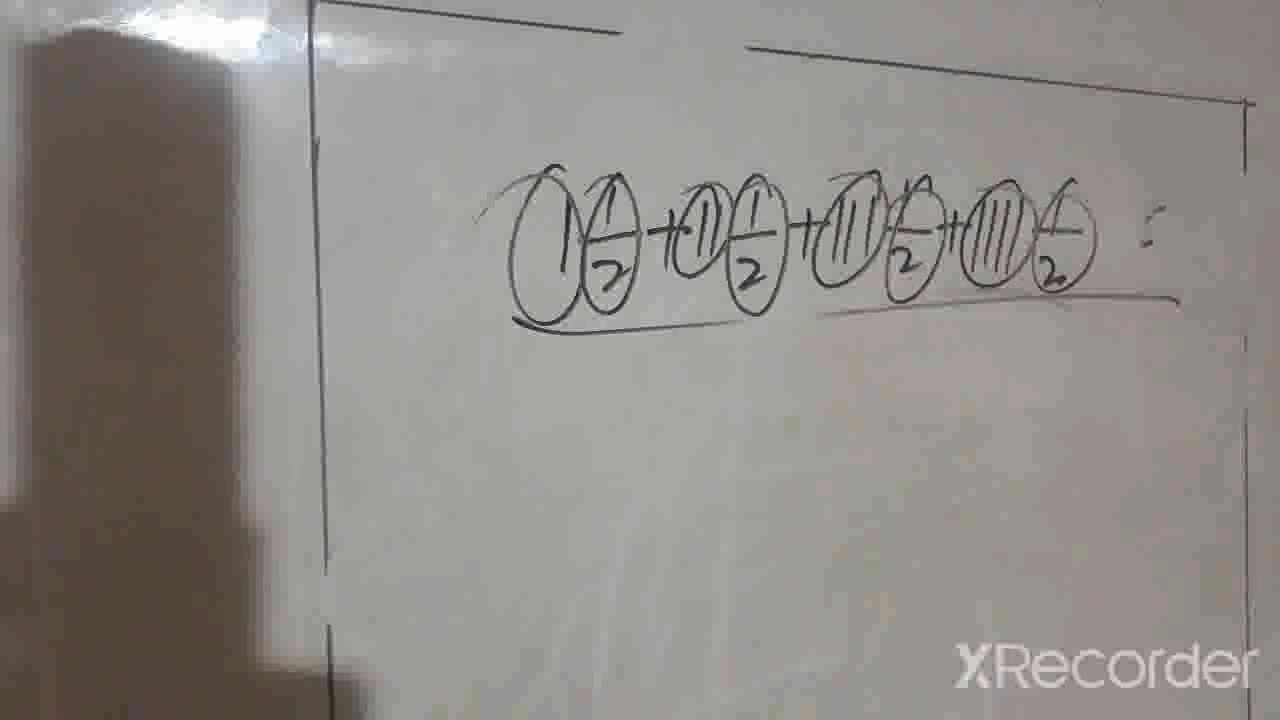 1 1/2 + 11 1/2 + 111 1/2 + 1111 1/2 =
XRecorder